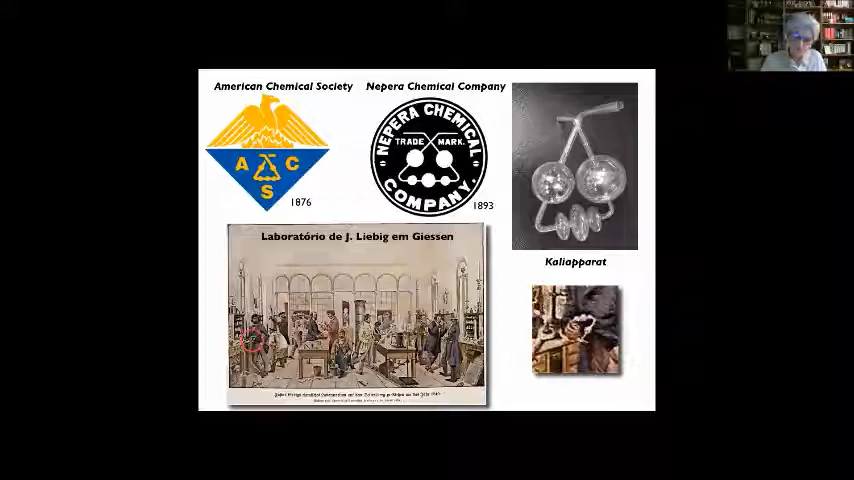 American Chemical Society
Nepera Chemical Company
A C
S
1876
NEPERA CHEMICAL
TRADE MARK.
COMPANY.
1893
Laboratório de J. Liebig em Giessen
Kaliapparat